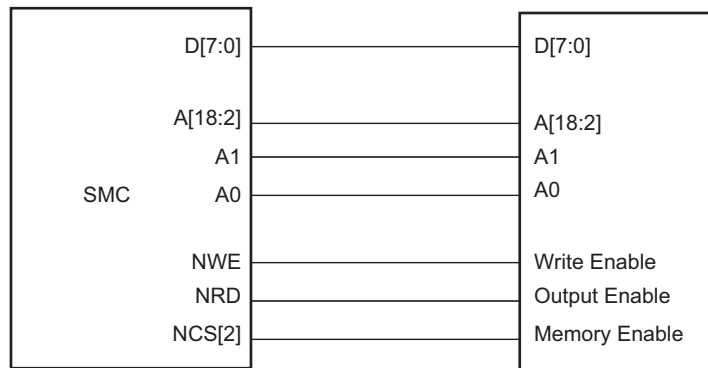 D[7:0] D[7:0]
A[18:2] A[18:2]
A1 A1
SMC A0 A0
NWE Write Enable
NRD Output Enable
NCS[2] Memory Enable